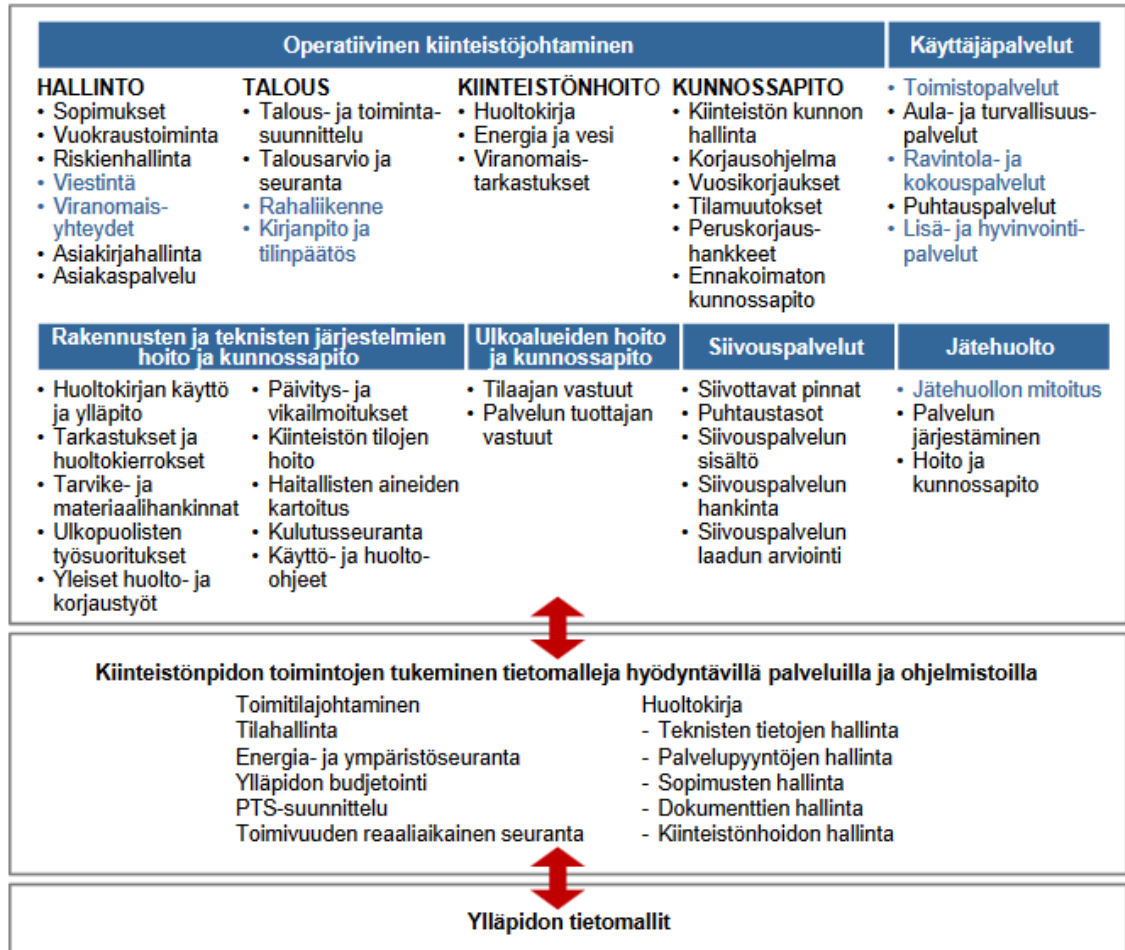 Operatiivinen kiinteistöjohtaminen
Käyttäjäpalvelut
HALLINTO
• Sopimukset
• Vuokraustoiminta
• Riskienhallinta
• Viestintä
• Viranomais-
yhteydet
• Asiakirjahallinta
• Asiakaspalvelu
TALOUS
• Talous- ja toiminta-
suunnittelu
• Talousarvio ja
seuranta
• Rahaliikenne
• Kirjanpito ja
tilinpäätös
KIINTEISTÖNHOITO
• Huoltokirja
• Energia ja vesi
• Viranomais-
tarkastukset
KUNNOSSAPITO
• Kiinteistön kunnon
hallinta
• Korjausohjelma
• Vuosikorjaukset
• Tilamuutokset
• Peruskorjaus-
hankkeet
• Ennakoimaton
kunnossapito
• Toimistopalvelut
• Aula- ja turvallisuus-
palvelut
• Ravintola- ja
kokouspalvelut
• Puhtauspalvelut
• Lisä- ja hyvinvointi-
palvelut
Rakennusten ja teknisten järjestelmien
hoito ja kunnossapito
• Huoltokirjan käyttö
ja ylläpito
• Tarkastukset ja
huoltokierrokset
• Tarvike- ja
materiaalihankinnat
• Ulkopuolisten
työsuoritukset
• Yleiset huolto- ja
korjaustyöt
• Päivitys- ja
vikailmoitukset
• Kiinteistön tilojen
hoito
• Haitallisten aineiden
kartoitus
• Kulutusseuranta
• Käyttö- ja huolto-
ohjeet
Ulkoalueiden hoito
ja kunnossapito
• Tilaajan vastuut
• Palvelun tuottajan
vastuut
Siivouspalvelut
• Siivottavat pinnat
• Puhtaustasot
• Siivouspalvelun
sisältö
• Siivouspalvelun
hankinta
• Siivouspalvelun
laadun arviointi
Jätehuolto
• Jätehuollon mitoitus
• Palvelun
järjestäminen
• Hoito ja
kunnossapito
Kiinteistönpidon toimintojen tukeminen tietomalleja hyödyntävillä palveluilla ja ohjelmistoilla
Toimitilajohtaminen
Tilahallinta
Energia- ja ympäristöseuranta
Ylläpidon budjetointi
PTS-suunnittelu
Toimivuuden reaaliaikainen seuranta
Huoltokirja
- Teknisten tietojen hallinta
- Palvelupyyntöjen hallinta
- Sopimusten hallinta
- Dokumenttien hallinta
- Kiinteistönhoidon hallinta
Ylläpidon tietomallit